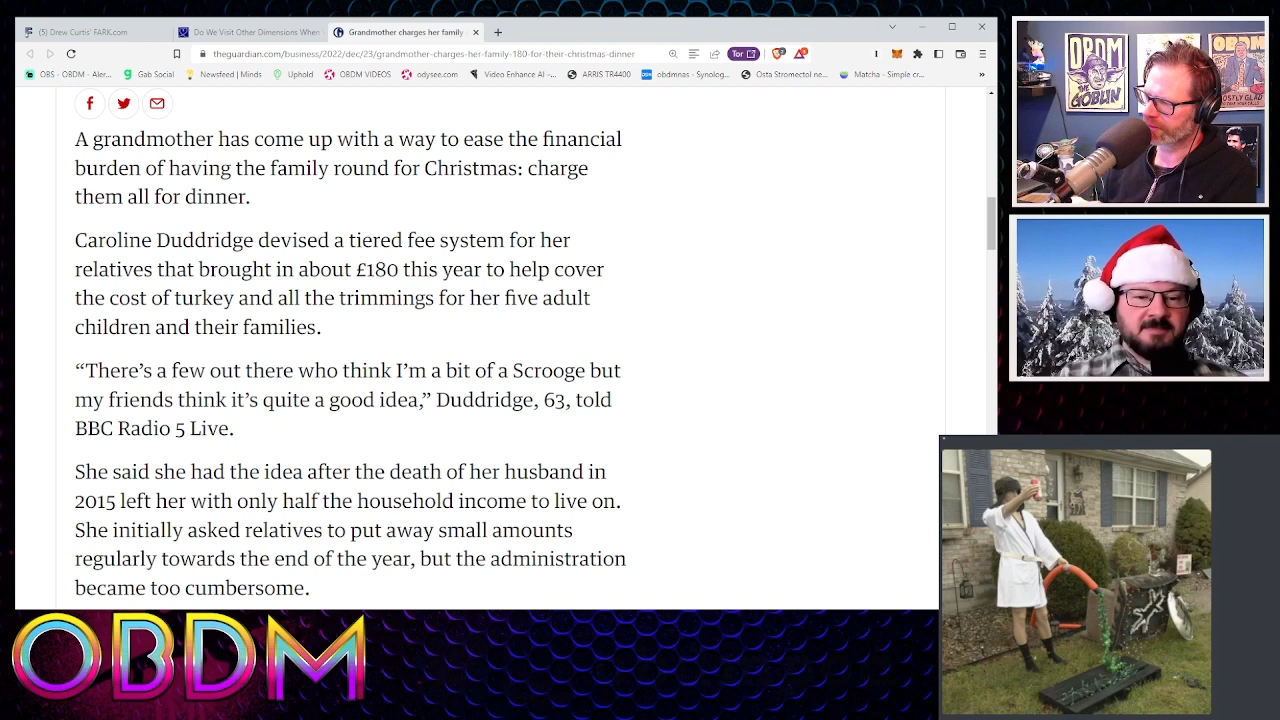 (5) Drew Curtis' FARK.com
Do We Visit Other Dimensions When
Grandmother charges her family
theguardian.com/business/2022/dec/23/grandmother-charges-her-family-180-for-their-christmas-dinner
Tor
OBS - OBDM - Aler...
Gab Social
Newsfeed | Minds
OBDM VIDEOS
odysee.com
Video Enhance AI ...
ARRIS TR4400
obdmnas - Synolog...
Osta Stromectol ne...
Matcha - Simple cr...
A grandmother has come up with a way to ease the financial
burden of having the family round for Christmas: charge
them all for dinner.
Caroline Duddridge devised a tiered fee system for her
relatives that brought in about £180 this year to help cover
the cost of turkey and all the trimmings for her five adult
children and their families.
“There’s a few out there who think I’m a bit of a Scrooge but
my friends think it’s quite a good idea,” Duddridge, 63, told
BBC Radio 5 Live.
She said she had the idea after the death of her husband in
2015 left her with only half the household income to live on.
She initially asked relatives to put away small amounts
regularly towards the end of the year, but the administration
became too cumbersome.
OBDM
OBDM
THE GOBLIN
OBDM
MOSTLY GLAD